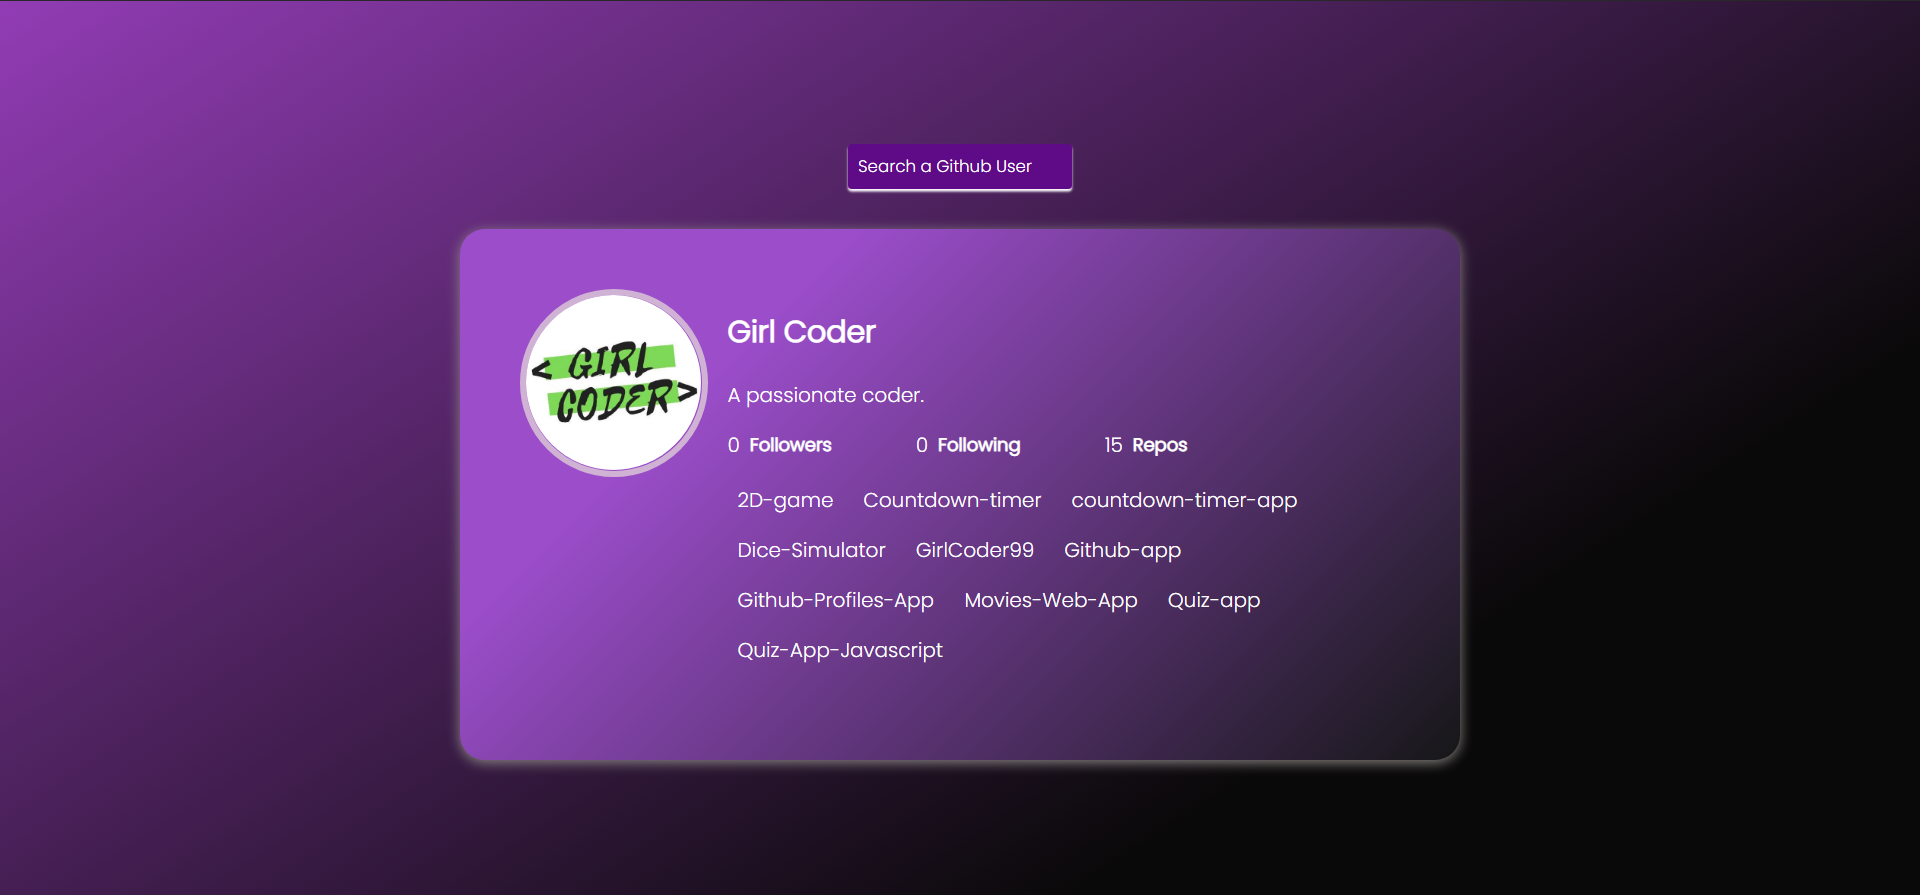 Search a Github User
< GIRL
CODER >
Girl Coder
A passionate coder.
0 Followers 0 Following 15 Repos
2D-game Countdown-timer countdown-timer-app
Dice-Simulator GirlCoder99 Github-app
Github-Profiles-App Movies-Web-App Quiz-app
Quiz-App-Javascript